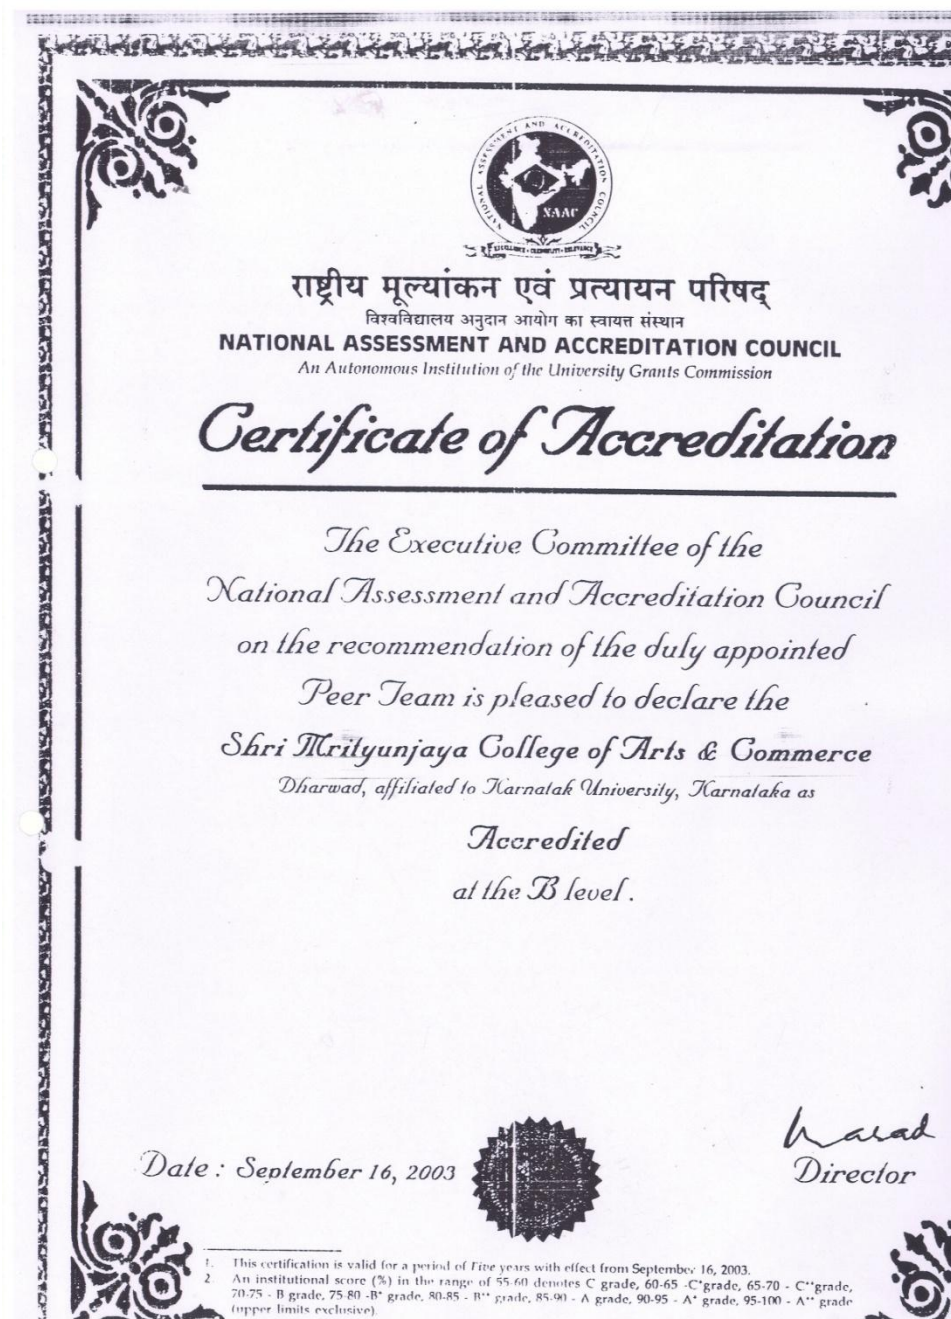 NATIONAL ASSESSMENT AND ACCREDITATION COUNCIL
NAAC
राष्ट्रीय मूल्यांकन एवं प्रत्यायन परिषद्
विश्वविद्यालय अनुदान आयोग का स्वायत्त संस्थान
NATIONAL ASSESSMENT AND ACCREDITATION COUNCIL
An Autonomous Institution of the University Grants Commission
Certificate of Accreditation
The Executive Committee of the
National Assessment and Accreditation Council
on the recommendation of the duly appointed
Peer Team is pleased to declare the
Shri Mrityunjaya College of Arts & Commerce
Dharwad, affiliated to Karnatak University, Karnataka as
Accredited
at the B level .
Date : September 16, 2003
Director
1. This certification is valid for a period of Five years with effect from September 16, 2003.
2 An institutional score (%) in the range of 55-60 denotes C grade, 60-65 -C⁺grade, 65-70 - C⁺⁺grade,
70-75 - B grade, 75-80 -B⁺ grade, 80-85 - B⁺⁺ grade, 85-90 - A grade, 90-95 - A⁺ grade, 95-100 - A⁺⁺ grade
(upper limits exclusive).